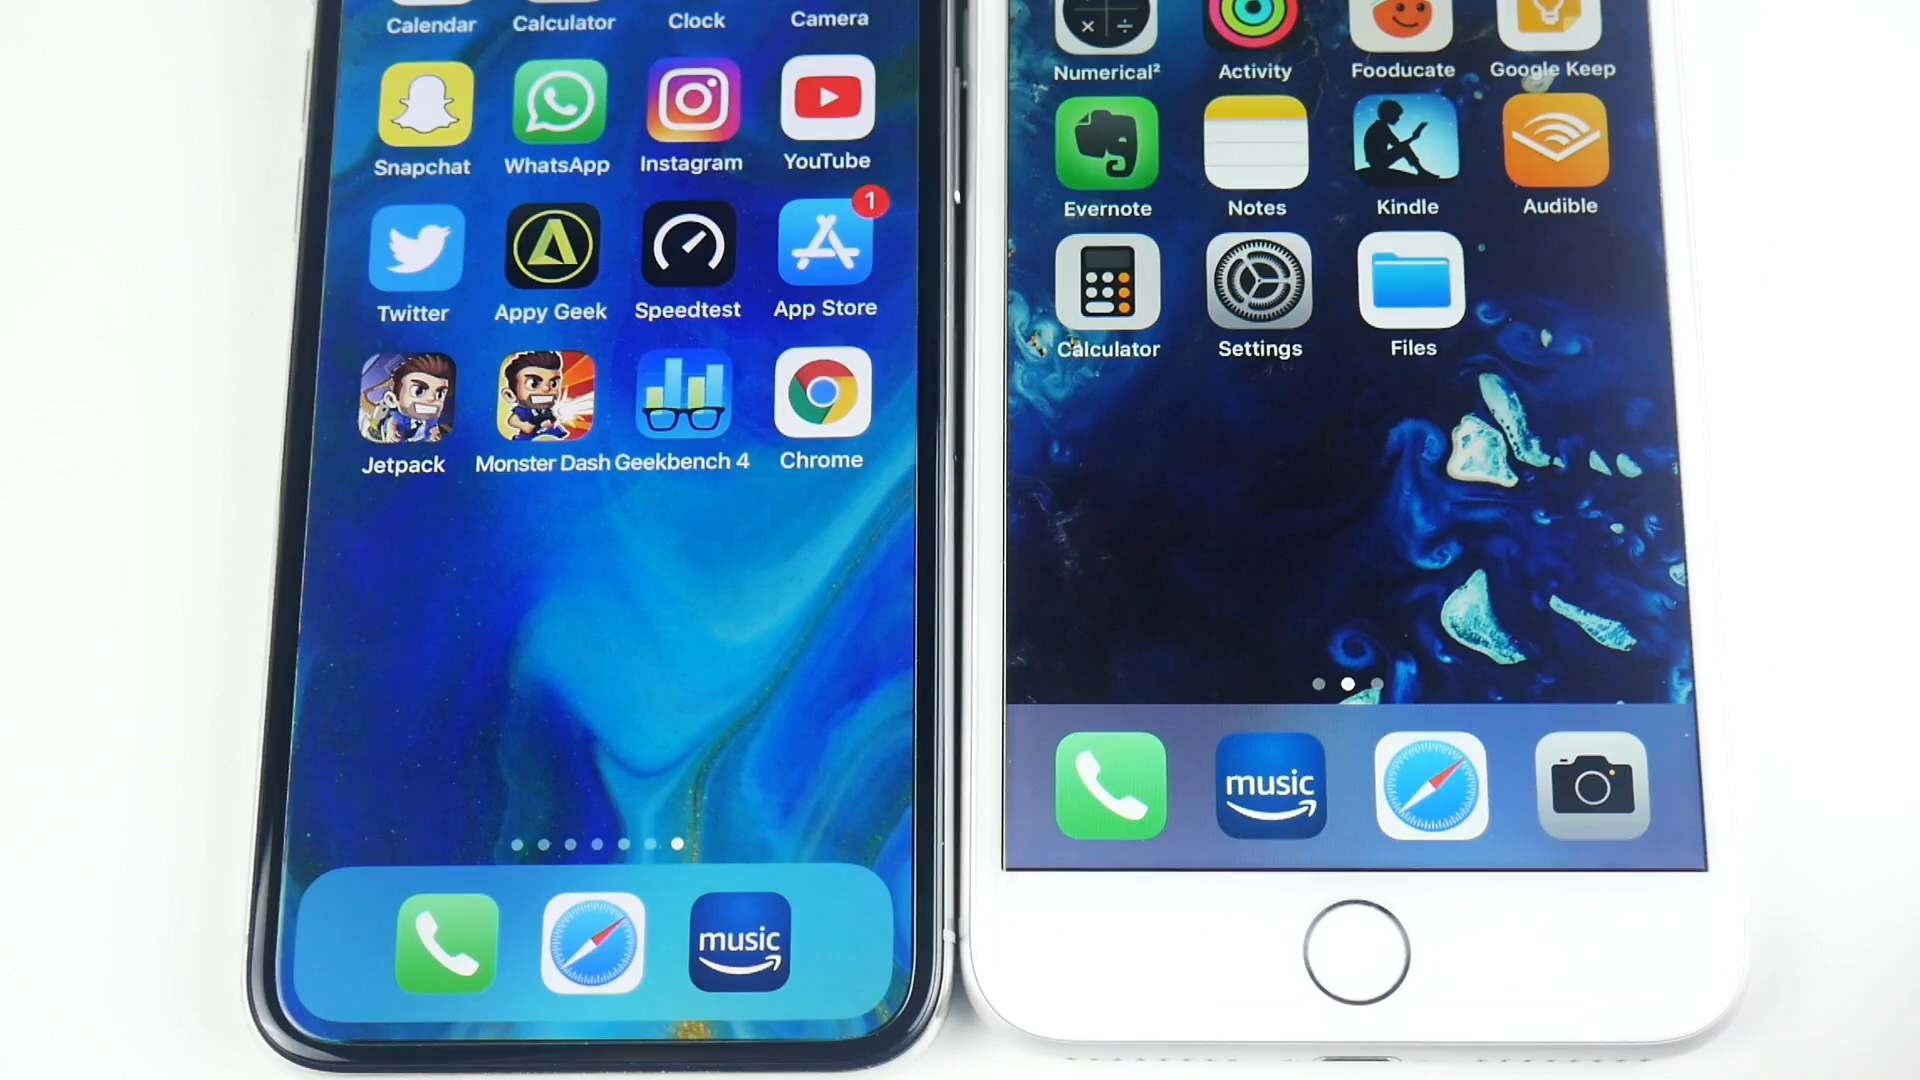 Calendar Calculator Clock Camera
Snapchat WhatsApp Instagram YouTube
1
Twitter Appy Geek Speedtest App Store
Jetpack Monster Dash Geekbench 4 Chrome
music
Numerical² Activity Fooducate Google Keep
Evernote Notes Kindle Audible
Calculator Settings Files
music